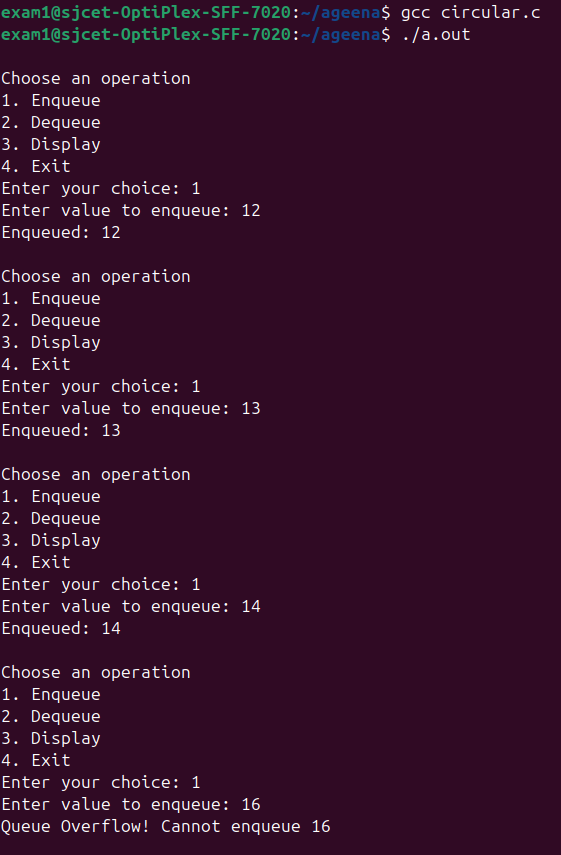 exam1@sjcet-OptiPlex-SFF-7020:~/ageena$ gcc circular.c
exam1@sjcet-OptiPlex-SFF-7020:~/ageena$ ./a.out

Choose an operation
1. Enqueue
2. Dequeue
3. Display
4. Exit
Enter your choice: 1
Enter value to enqueue: 12
Enqueued: 12

Choose an operation
1. Enqueue
2. Dequeue
3. Display
4. Exit
Enter your choice: 1
Enter value to enqueue: 13
Enqueued: 13

Choose an operation
1. Enqueue
2. Dequeue
3. Display
4. Exit
Enter your choice: 1
Enter value to enqueue: 14
Enqueued: 14

Choose an operation
1. Enqueue
2. Dequeue
3. Display
4. Exit
Enter your choice: 1
Enter value to enqueue: 16
Queue Overflow! Cannot enqueue 16